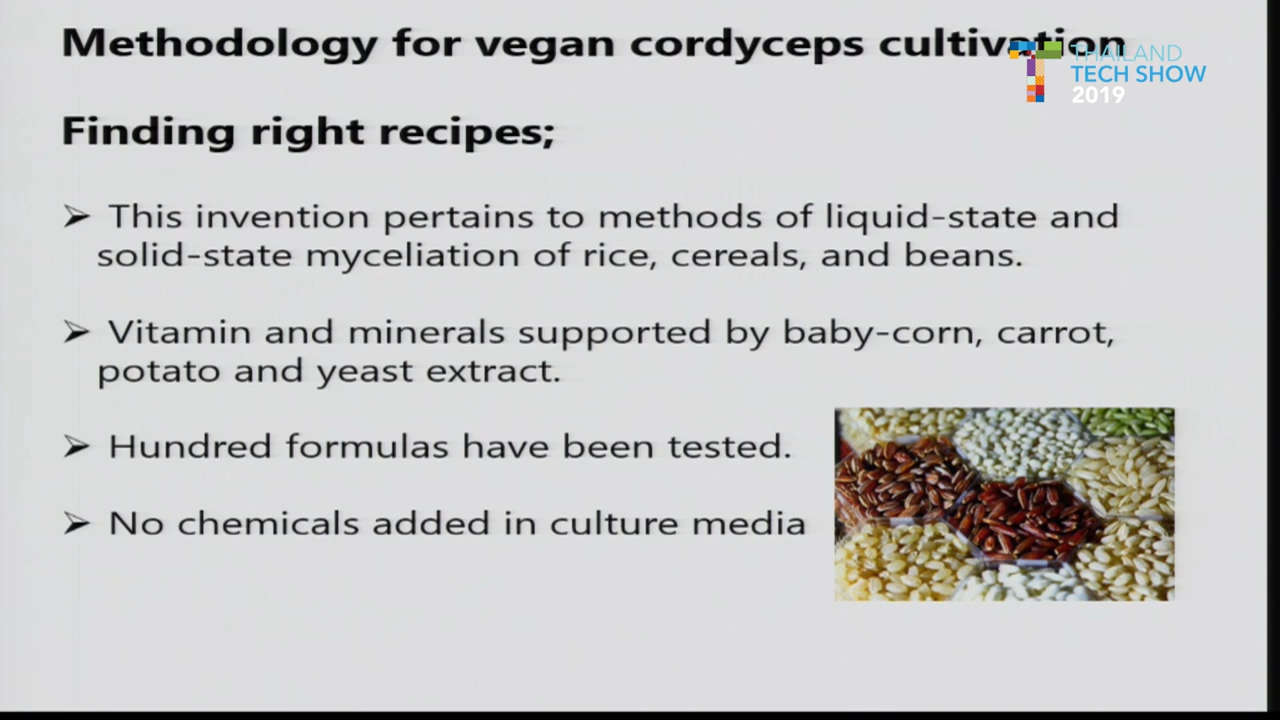 Methodology for vegan cordyceps cultivation
THAILAND
TECH SHOW
2019
Finding right recipes;
➢ This invention pertains to methods of liquid-state and
solid-state myceliation of rice, cereals, and beans.
➢ Vitamin and minerals supported by baby-corn, carrot,
potato and yeast extract.
➢ Hundred formulas have been tested.
➢ No chemicals added in culture media